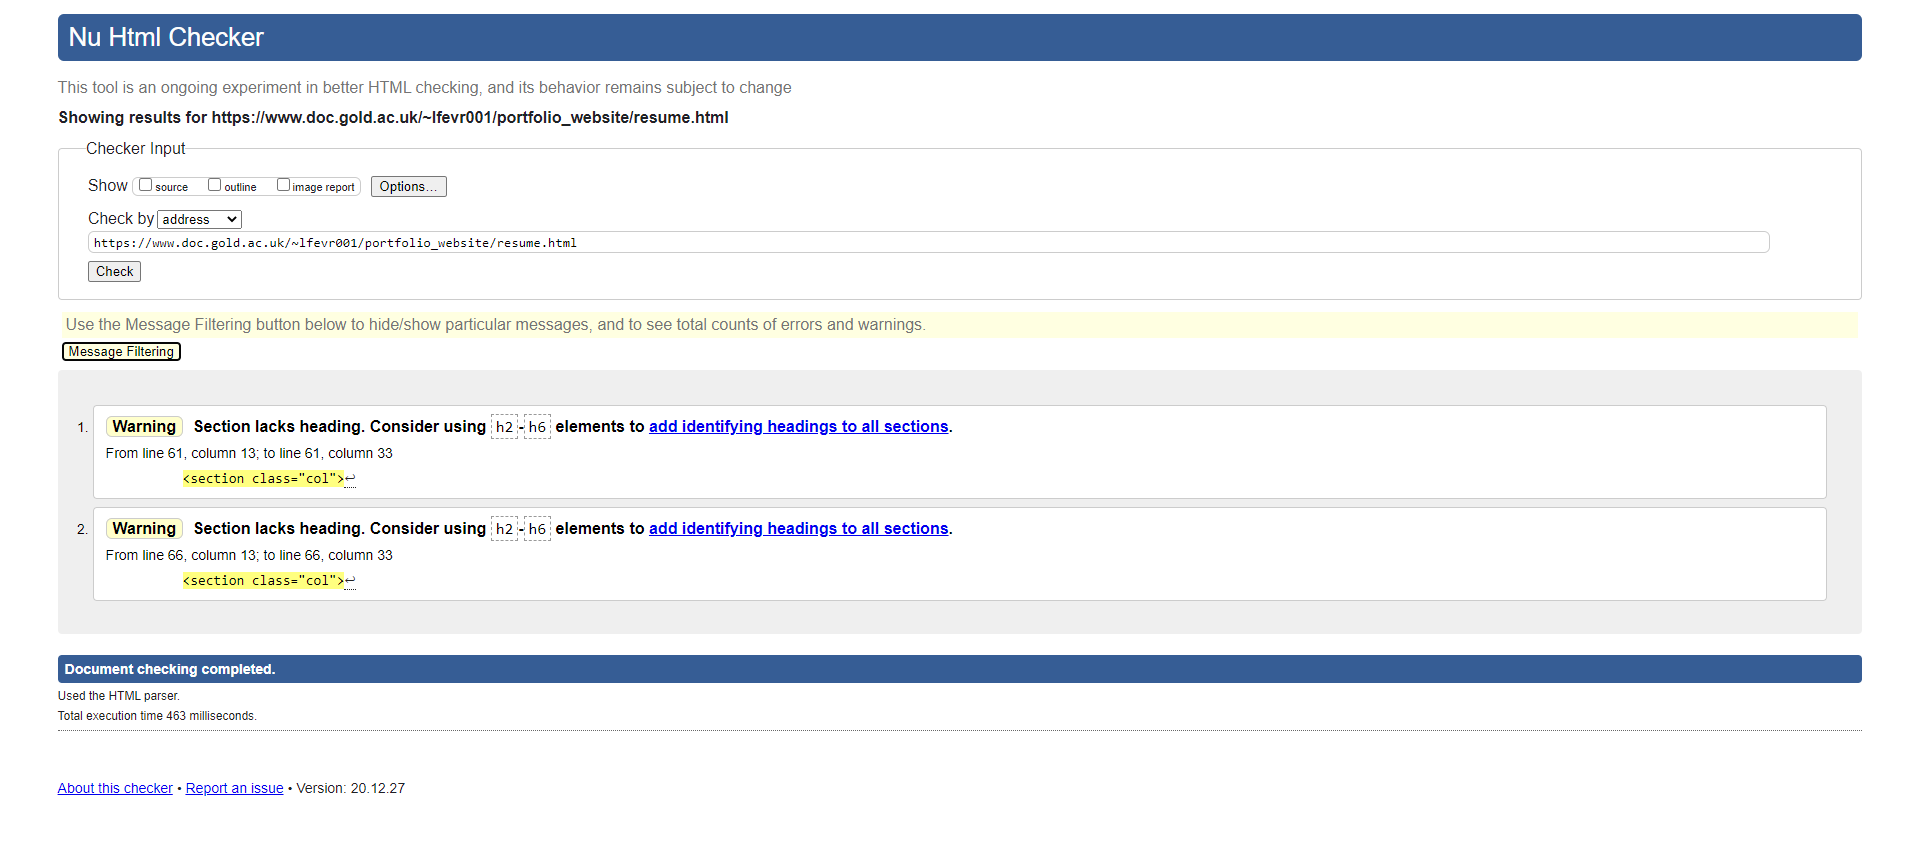 Nu Html Checker
This tool is an ongoing experiment in better HTML checking, and its behavior remains subject to change
Showing results for https://www.doc.gold.ac.uk/~lfevr001/portfolio_website/resume.html
Checker Input
Show source outline image report Options...
Check by address
https://www.doc.gold.ac.uk/~lfevr001/portfolio_website/resume.html
Check
Use the Message Filtering button below to hide/show particular messages, and to see total counts of errors and warnings.
Message Filtering
1. Warning Section lacks heading. Consider using h2-h6 elements to add identifying headings to all sections.
From line 61, column 13; to line 61, column 33
<section class="col">↩
2. Warning Section lacks heading. Consider using h2-h6 elements to add identifying headings to all sections.
From line 66, column 13; to line 66, column 33
<section class="col">↩
Document checking completed.
Used the HTML parser.
Total execution time 463 milliseconds.
About this checker • Report an issue • Version: 20.12.27